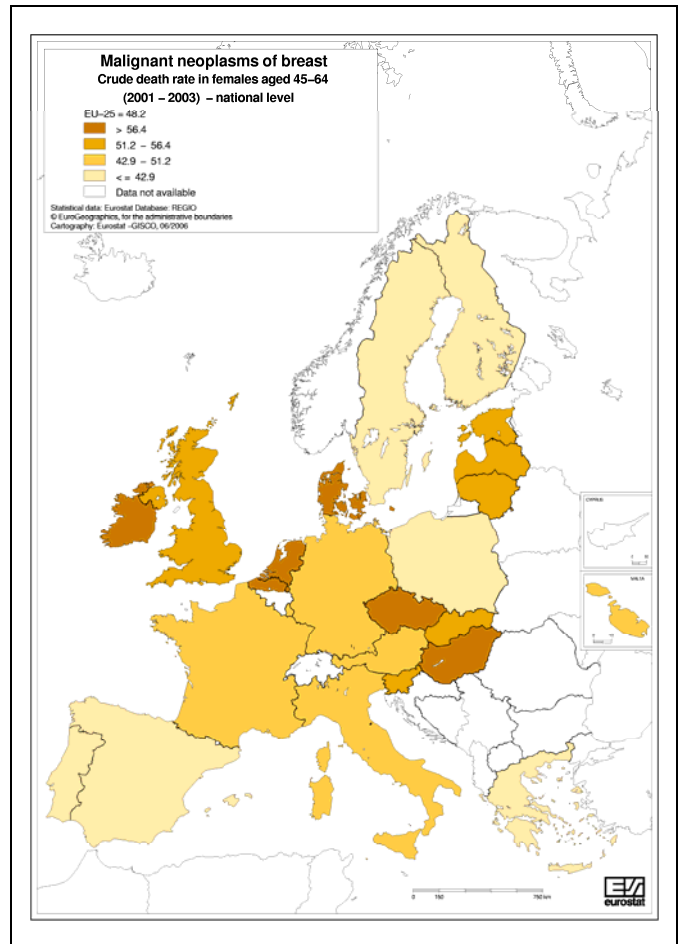 Malignant neoplasms of breast
Crude death rate in females aged 45–64
(2001 – 2003) – national level
EU–25 = 48.2
> 56.4
51.2 – 56.4
42.9 – 51.2
<= 42.9
Data not available
Statistical data: Eurostat Database: REGIO
© EuroGeographics, for the administrative boundaries
Cartography: Eurostat –GISCO, 06/2006
CYPRUS
MALTA
0 150 750 km
eurostat